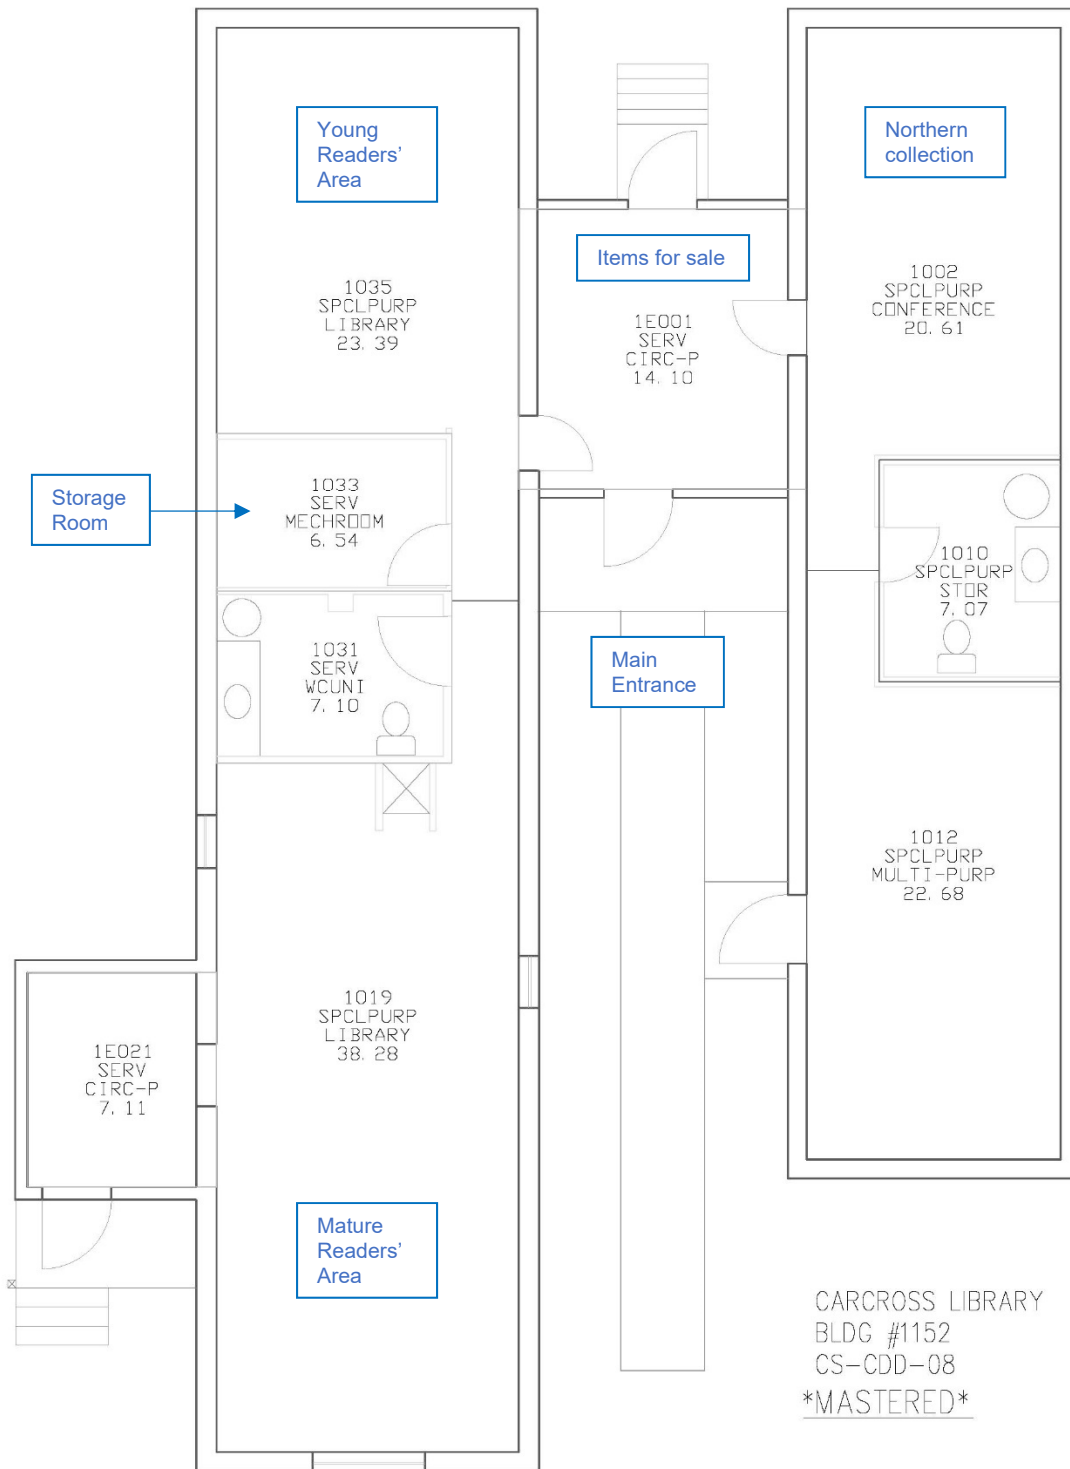 Young
Readers’
Area
Northern
collection
Items for sale
1035
SPCLPURP
LIBRARY
23. 39
1E001
SERV
CIRC-P
14. 10
1002
SPCLPURP
CONFERENCE
20. 61
Storage
Room
1033
SERV
MECHROOM
6. 54
1010
SPCLPURP
STOR
7. 07
1031
SERV
WCUNI
7. 10
Main
Entrance
1012
SPCLPURP
MULTI-PURP
22. 68
1019
SPCLPURP
LIBRARY
38. 28
1E021
SERV
CIRC-P
7. 11
Mature
Readers’
Area
CARCROSS LIBRARY
BLDG #1152
CS-CDD-08
*MASTERED*